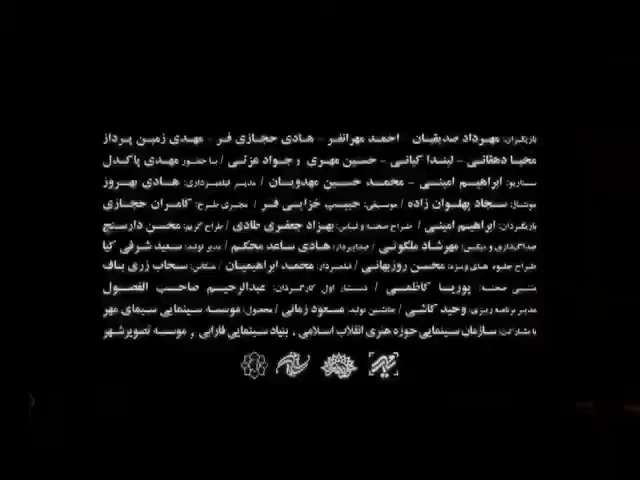 بازیگران: مهرداد صدیقیان - احمد مهرانفر - هادی حجازی فر - مهدی زمین پرداز
محیا دهقانی - لیندا کیانی - حسین مهری و جواد عزتی / با حضور مهدی پاکدل
سناریو: ابراهیم امینی - محمد حسین مهدویان / مدیر فیلمبرداری: هادی بهروز
مونتاژ: سجاد پهلوان زاده / موسیقی: حبیب خزایی فر / مجری طرح: کامران حجازی
بازیگردان: ابراهیم امینی / طراح صحنه و لباس: بهزاد جعفری طادی / طراح گریم: محسن دارسنج
صداگذاری و میکس: مهرشاد ملکوتی / صدابردار: هادی ساعد محکم / مدیر تولید: سعید شرفی کیا
طراح جلوه های ویژه: محسن روزبهانی / فیلمبردار: محمد ابراهیمیان / عکاس: سحاب زری باف
منشی صحنه: پوریا کاظمی / دستیار اول کارگردان: عبدالرحیم صاحب الفصول
مدیر برنامه ریزی: وحید کاشی / جانشین تولید: مسعود زمانی / محصول: موسسه سینمایی سیمای مهر
با مشارکت: سازمان سینمایی حوزه هنری انقلاب اسلامی ، بنیاد سینمایی فارابی و موسسه تصویرشهر